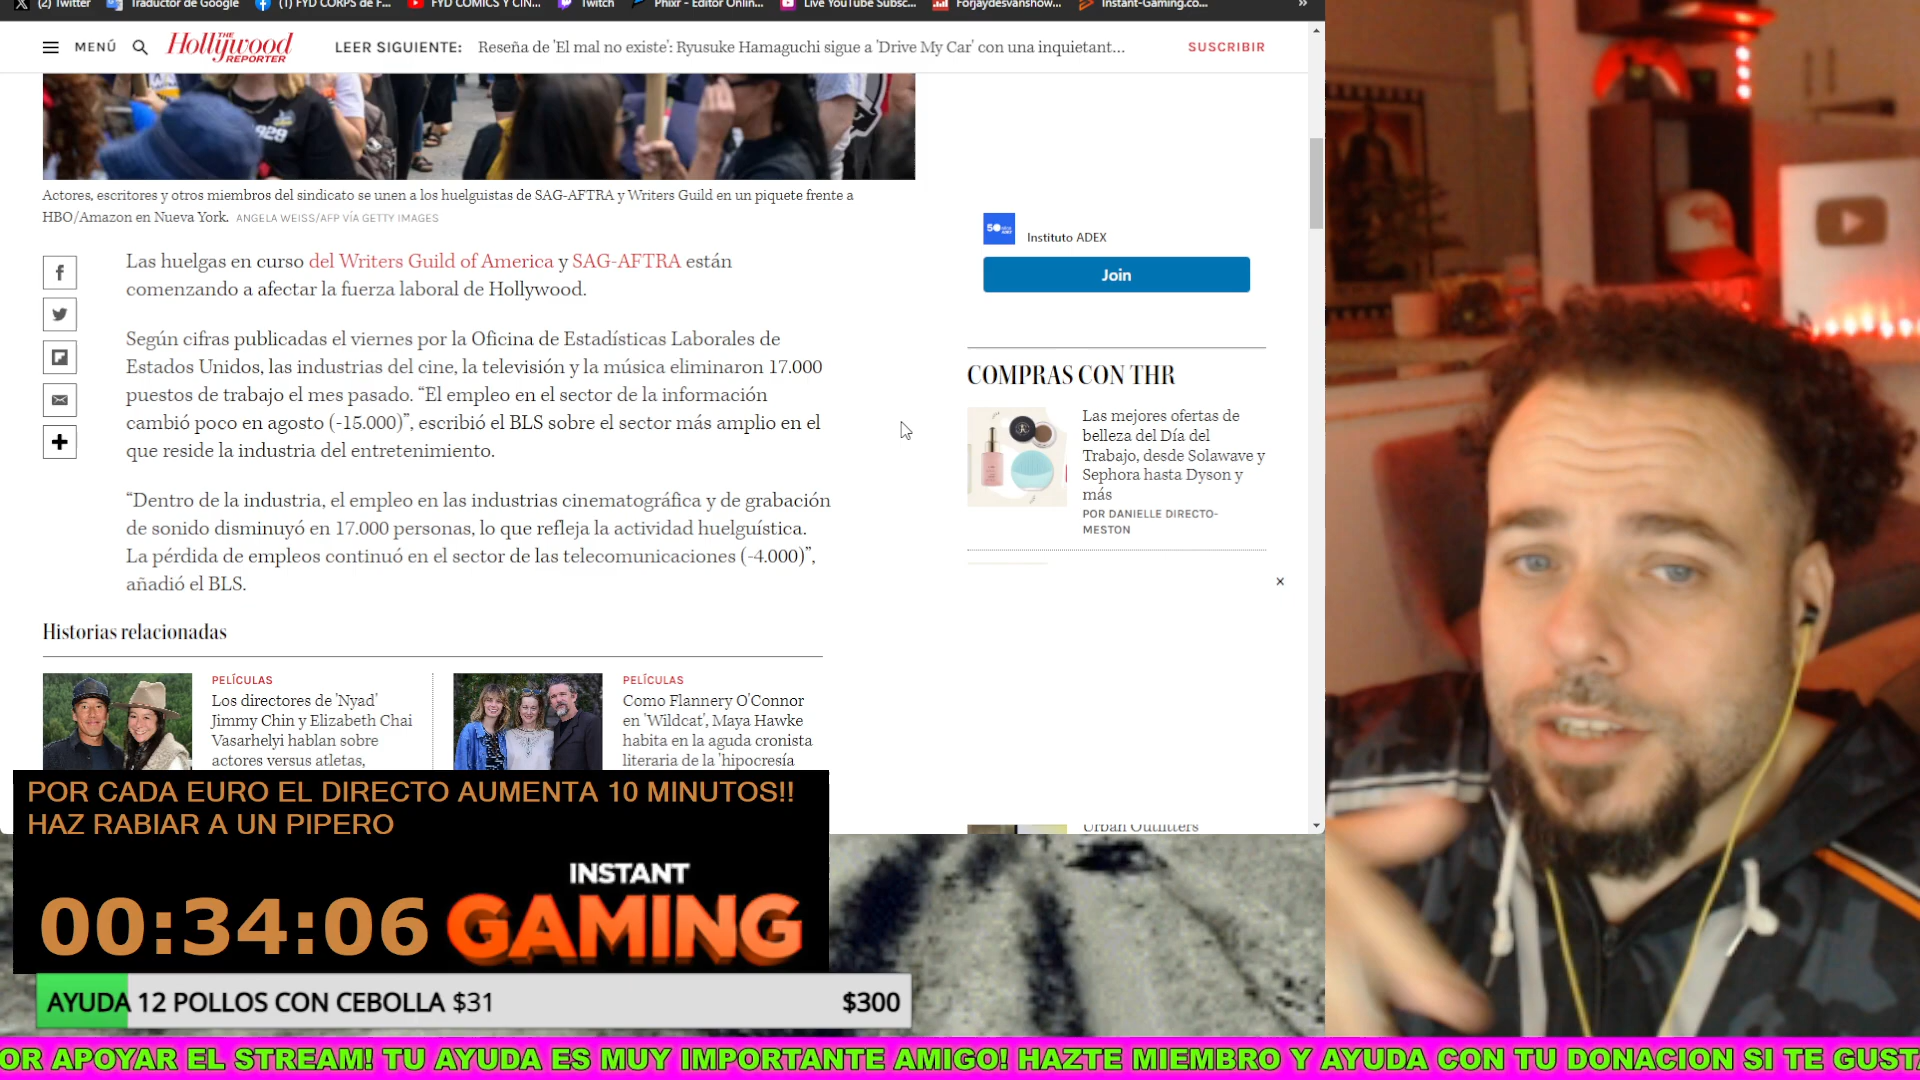 (2) Twitter
Traductor de Google
(1) FYD CORPS de F...
FYD COMICS Y CIN...
Twitch
Phixr - Editor Onlin...
Live YouTube Subsc...
Forjaydesvanshow...
Instant-Gaming.co...
»
MENÚ
THE
Hollywood
REPORTER
LEER SIGUIENTE: Reseña de 'El mal no existe': Ryusuke Hamaguchi sigue a 'Drive My Car' con una inquietant...
SUSCRIBIR
Actores, escritores y otros miembros del sindicato se unen a los huelguistas de SAG-AFTRA y Writers Guild en un piquete frente a
HBO/Amazon en Nueva York. ANGELA WEISS/AFP VÍA GETTY IMAGES
Las huelgas en curso del Writers Guild of America y SAG-AFTRA están
comenzando a afectar la fuerza laboral de Hollywood.
Según cifras publicadas el viernes por la Oficina de Estadísticas Laborales de
Estados Unidos, las industrias del cine, la televisión y la música eliminaron 17.000
puestos de trabajo el mes pasado. “El empleo en el sector de la información
cambió poco en agosto (-15.000)”, escribió el BLS sobre el sector más amplio en el
que reside la industria del entretenimiento.
“Dentro de la industria, el empleo en las industrias cinematográfica y de grabación
de sonido disminuyó en 17.000 personas, lo que refleja la actividad huelguística.
La pérdida de empleos continuó en el sector de las telecomunicaciones (-4.000)”,
añadió el BLS.
Historias relacionadas
PELÍCULAS
Los directores de 'Nyad'
Jimmy Chin y Elizabeth Chai
Vasarhelyi hablan sobre
actores versus atletas,
PELÍCULAS
Como Flannery O'Connor
en 'Wildcat', Maya Hawke
habita en la aguda cronista
literaria de la 'hipocresía
Instituto ADEX
Join
COMPRAS CON THR
Las mejores ofertas de
belleza del Día del
Trabajo, desde Solawave y
Sephora hasta Dyson y
más
POR DANIELLE DIRECTO-
MESTON
Urban Outfitters
POR CADA EURO EL DIRECTO AUMENTA 10 MINUTOS!!
HAZ RABIAR A UN PIPERO
00:34:06
INSTANT
GAMING
AYUDA 12 POLLOS CON CEBOLLA $31
$300
OR APOYAR EL STREAM! TU AYUDA ES MUY IMPORTANTE AMIGO! HAZTE MIEMBRO Y AYUDA CON TU DONACION SI TE GUST